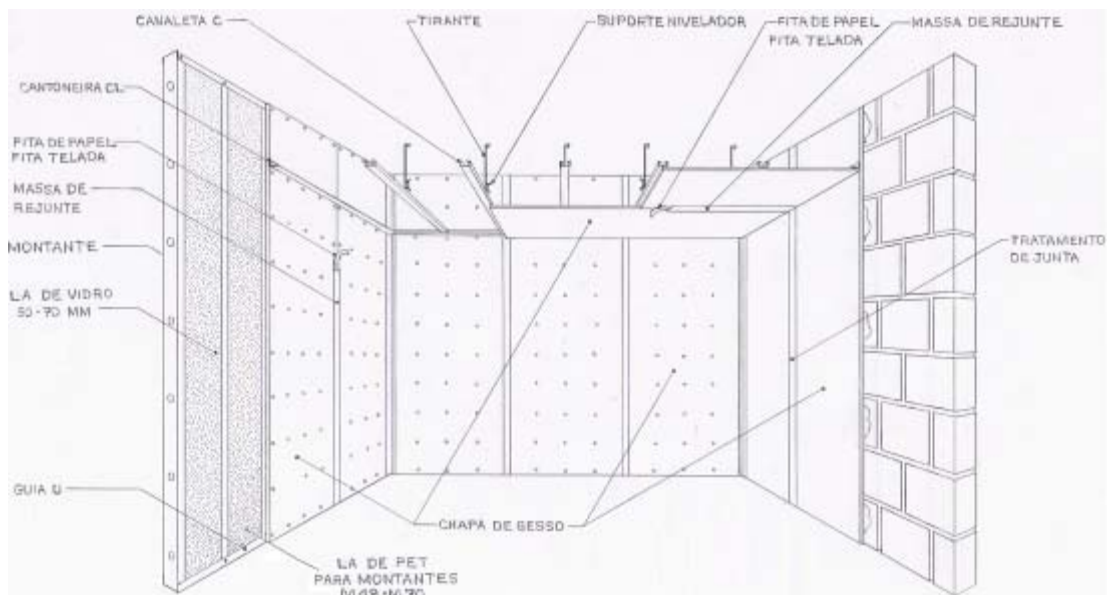 CANALETA C
TIRANTE
SUPORTE NIVELADOR
FITA DE PAPEL
FITA TELADA
MASSA DE REJUNTE
CANTONEIRA CL
FITA DE PAPEL
FITA TELADA
MASSA DE
REJUNTE
MONTANTE
LA DE VIDRO
50-70 MM
TRATAMENTO
DE JUNTA
GUIA U
CHAPA DE GESSO
LA DE PET
PARA MONTANTES